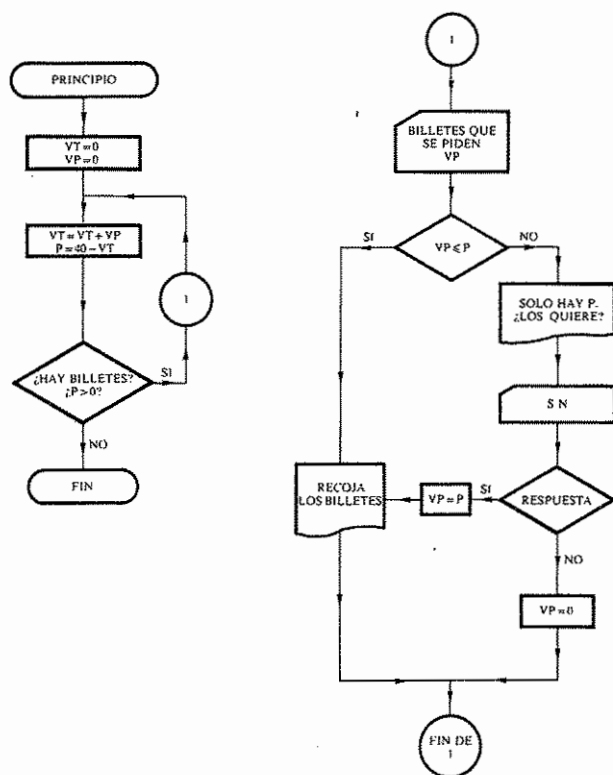 PRINCIPIO
VT=0
VP=0
VT=VT+VP
P=40-VT
1
¿HAY BILLETES?
¿P>0?
SI
NO
FIN
1
BILLETES QUE
SE PIDEN
VP
VP⩽P
SI
NO
SOLO HAY P-
¿LOS QUIERE?
S N
RESPUESTA
SI
VP=P
RECOJA
LOS BILLETES
NO
VP=0
FIN DE
1